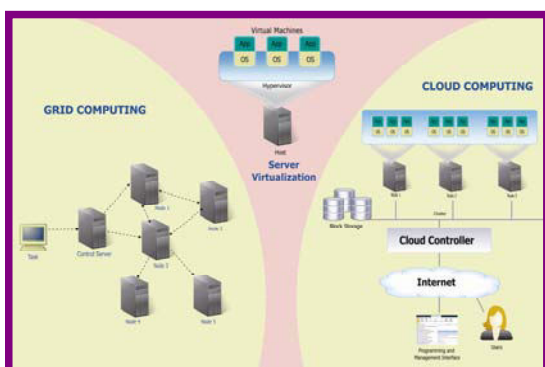 Virtual Machines
App App App
OS OS OS
Hypervisor
Host
Server
Virtualization
GRID COMPUTING
Node 1
Node 2
Task
Control Server
Node 4
Node 5
CLOUD COMPUTING
Cluster
Block Storage
Cloud Controller
Internet
Programming and
Management Interface
Users